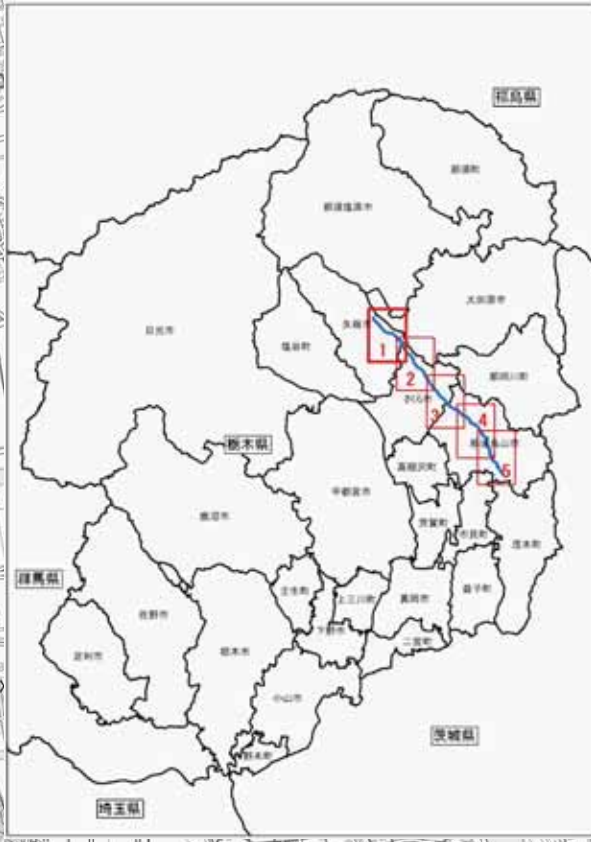 福島県
那須町
那須塩原市
大田原市
矢板市
日光市
塩谷町
1
2
那珂川町
さくら市
3
4
栃木県
那須烏山市
高根沢町
5
宇都宮市
鹿沼市
芳賀町
市貝町
茂木町
群馬県
佐野市
壬生町
上三川町
真岡市
益子町
足利市
栃木市
下野市
二宮町
小山市
野木町
茨城県
埼玉県